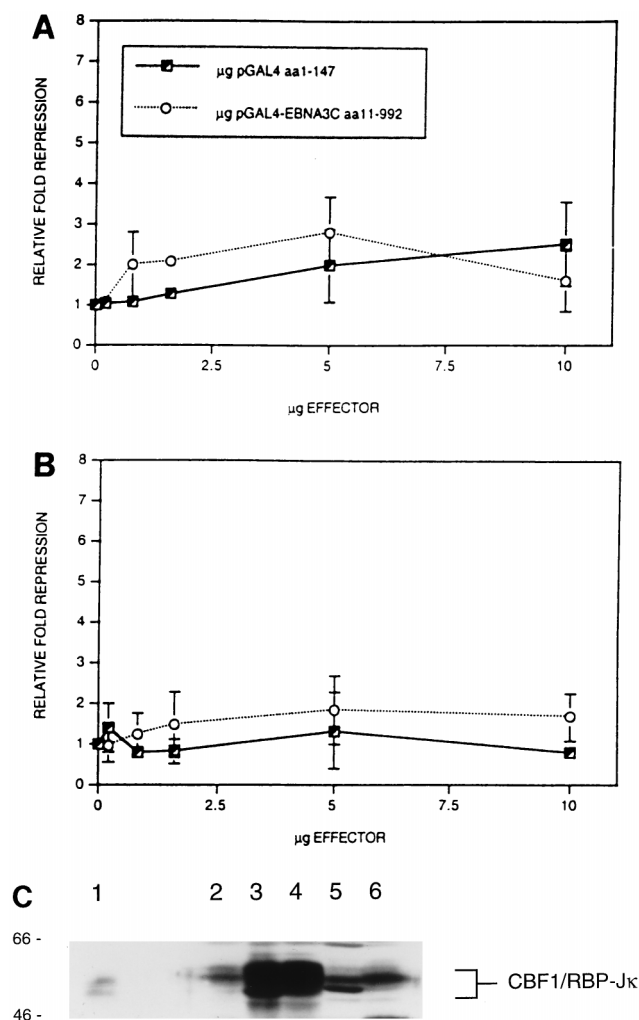 A
8
7
6
5
4
3
2
1
0
RELATIVE FOLD REPRESSION
µg pGAL4 aa1-147
µg pGAL4-EBNA3C aa11-992
0 2.5 5 7.5 10
µg EFFECTOR
B
8
7
6
5
4
3
2
1
0
RELATIVE FOLD REPRESSION
0 2.5 5 7.5 10
µg EFFECTOR
C 1 2 3 4 5 6
66 -
CBF1/RBP-Jκ
46 -